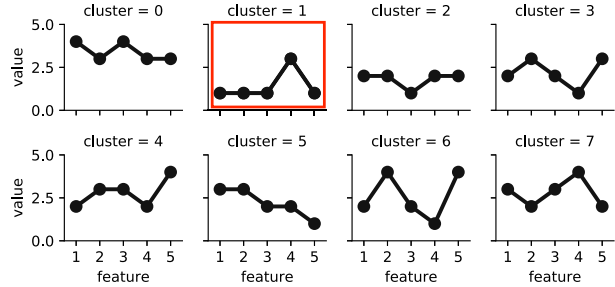 cluster = 0 cluster = 1 cluster = 2 cluster = 3
5.0
value
2.5
0.0
cluster = 4 cluster = 5 cluster = 6 cluster = 7
5.0
value
2.5
0.0
1 2 3 4 5 1 2 3 4 5 1 2 3 4 5 1 2 3 4 5
feature feature feature feature